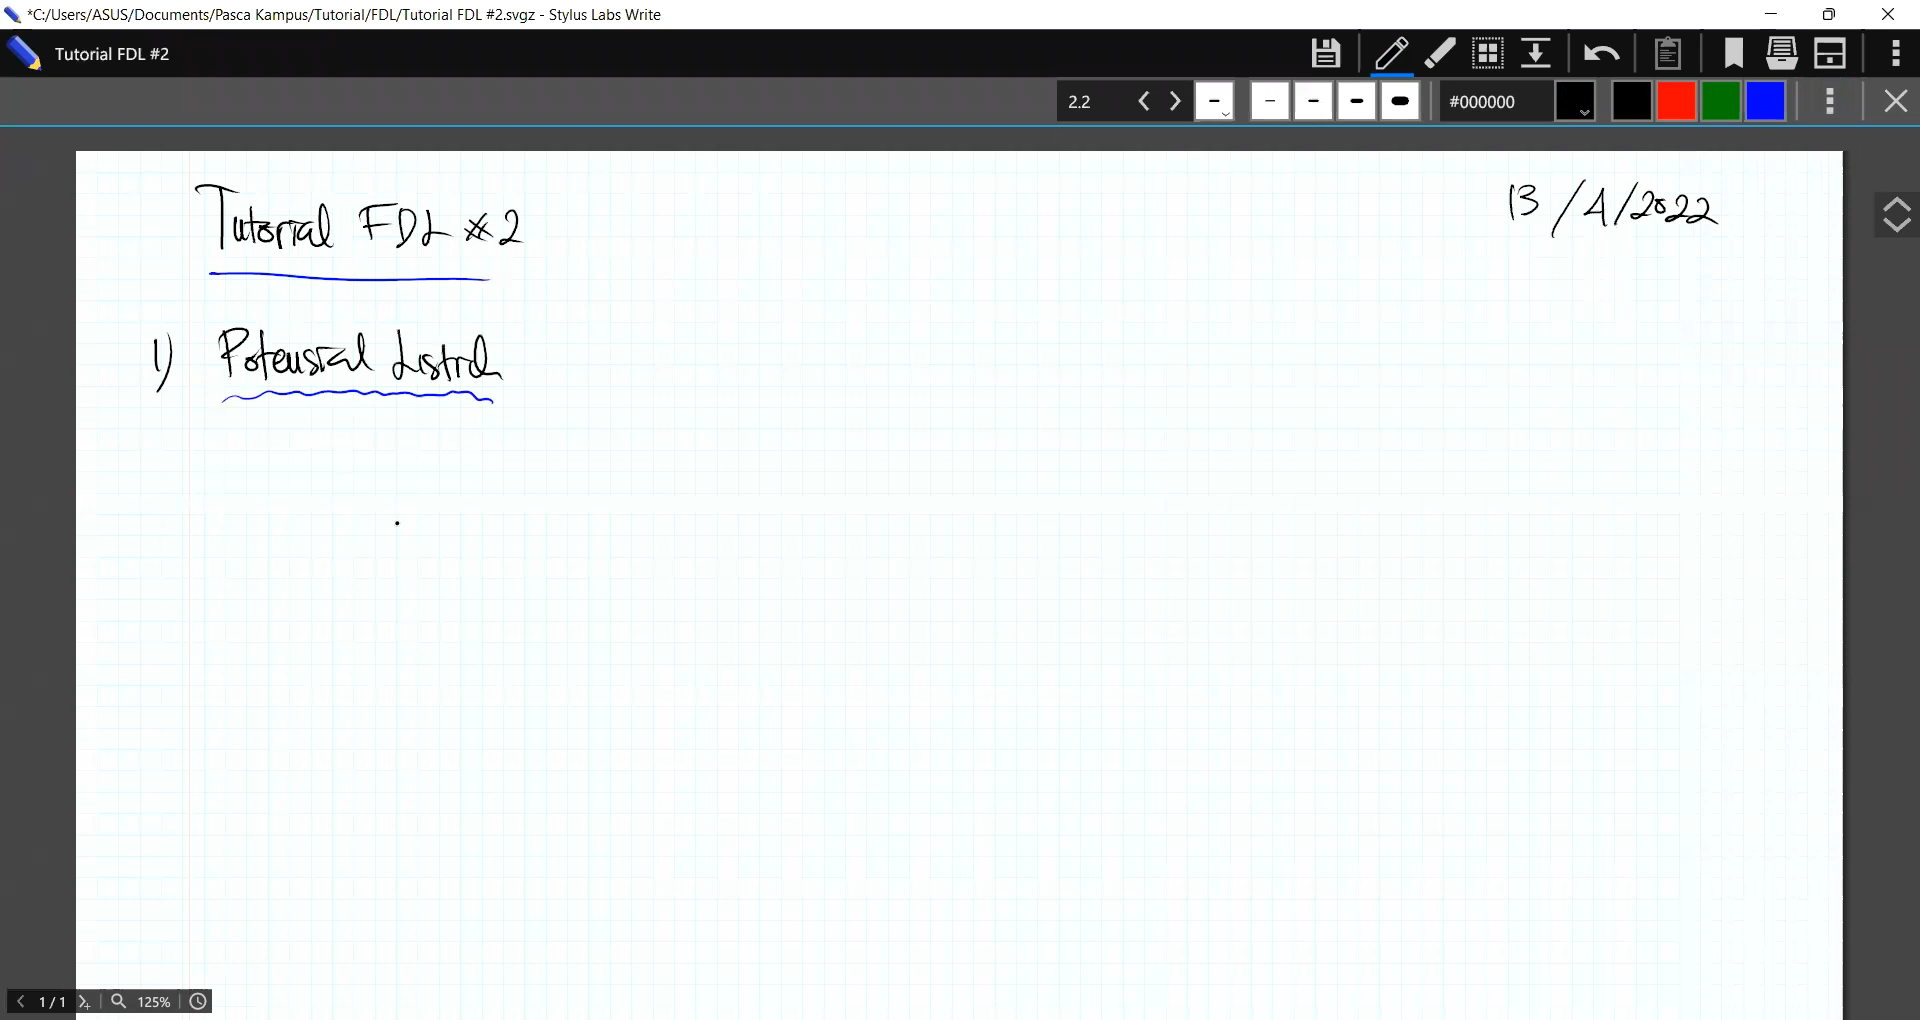 *C:/Users/ASUS/Documents/Pasca Kampus/Tutorial/FDL/Tutorial FDL #2.svgz - Stylus Labs Write
Tutorial FDL #2
2.2
#000000
Tutorial FDL #2
13/4/2022
1) Potensial Listrik
1/1
125%